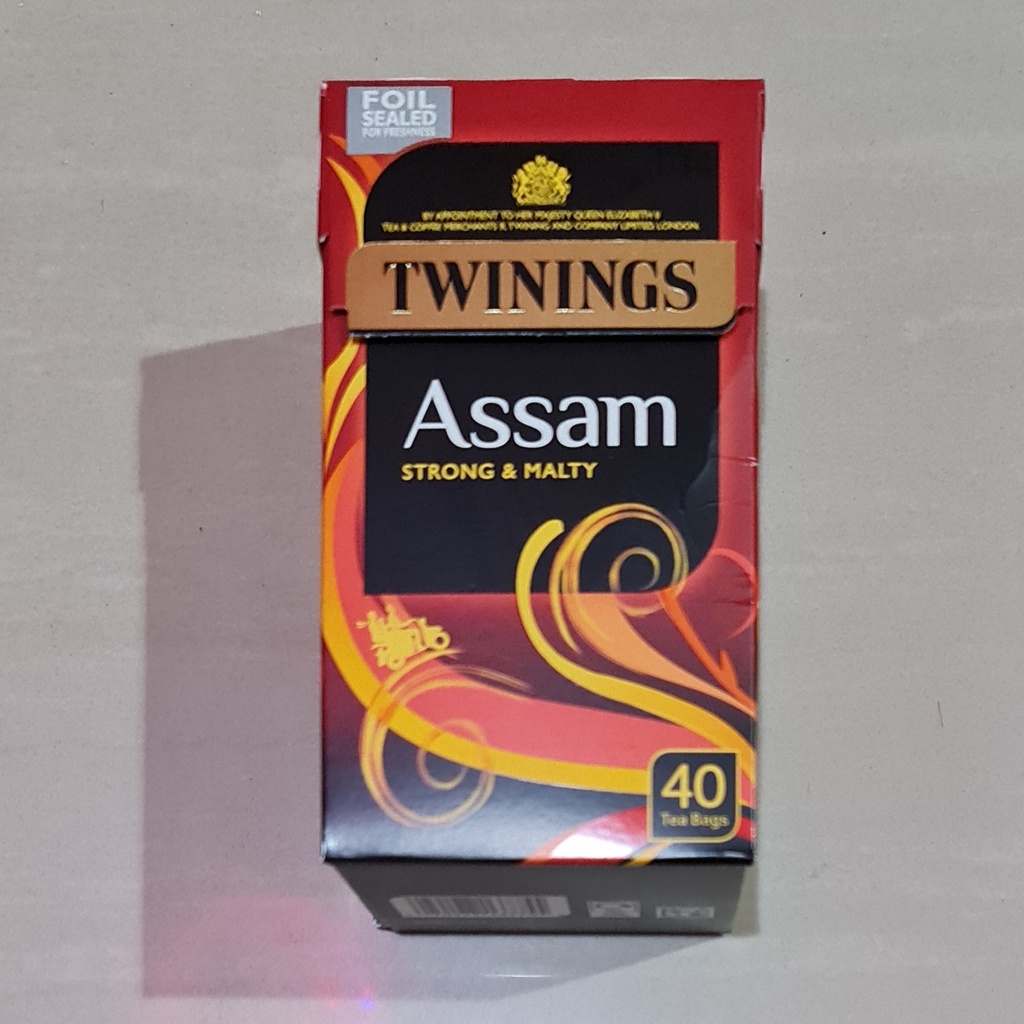 FOIL
SEALED
FOR FRESHNESS
BY APPOINTMENT TO HER MAJESTY QUEEN ELIZABETH II
TEA & COFFEE MERCHANTS R. TWINING AND COMPANY LIMITED LONDON
TWININGS
Assam
STRONG & MALTY
40
Tea Bags